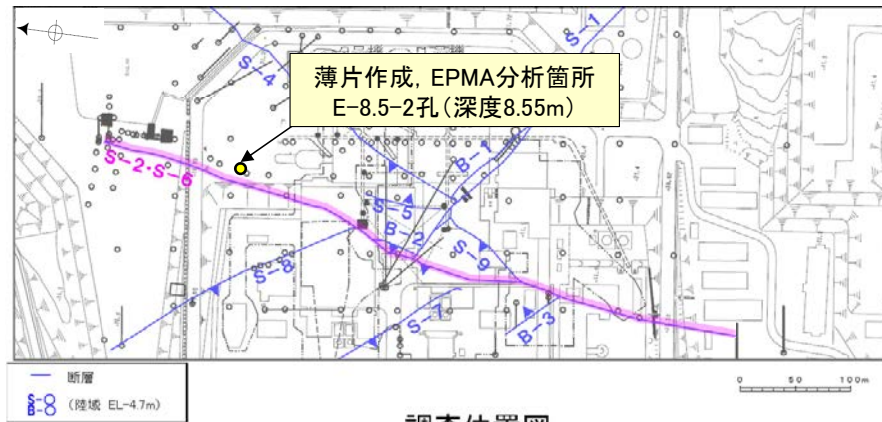 S-1
S-4
薄片作成, EPMA分析箇所
E-8.5-2孔(深度8.55m)
S-2・S-6
B-1
S-5
B-2
S-9
S-8
S-7
B-3
断層
S-○
B-○
(陸域 EL-4.7m)
0 50 100m
調査位置図